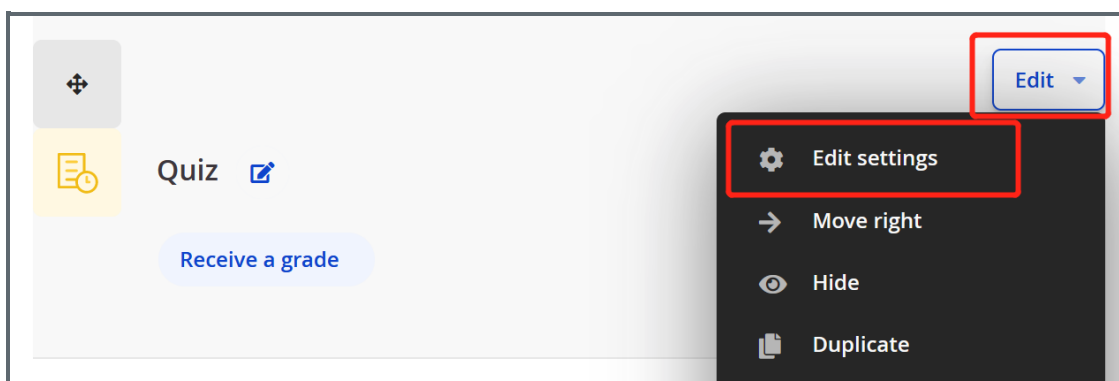 Edit
Edit settings
Quiz
Move right
Receive a grade
Hide
Duplicate